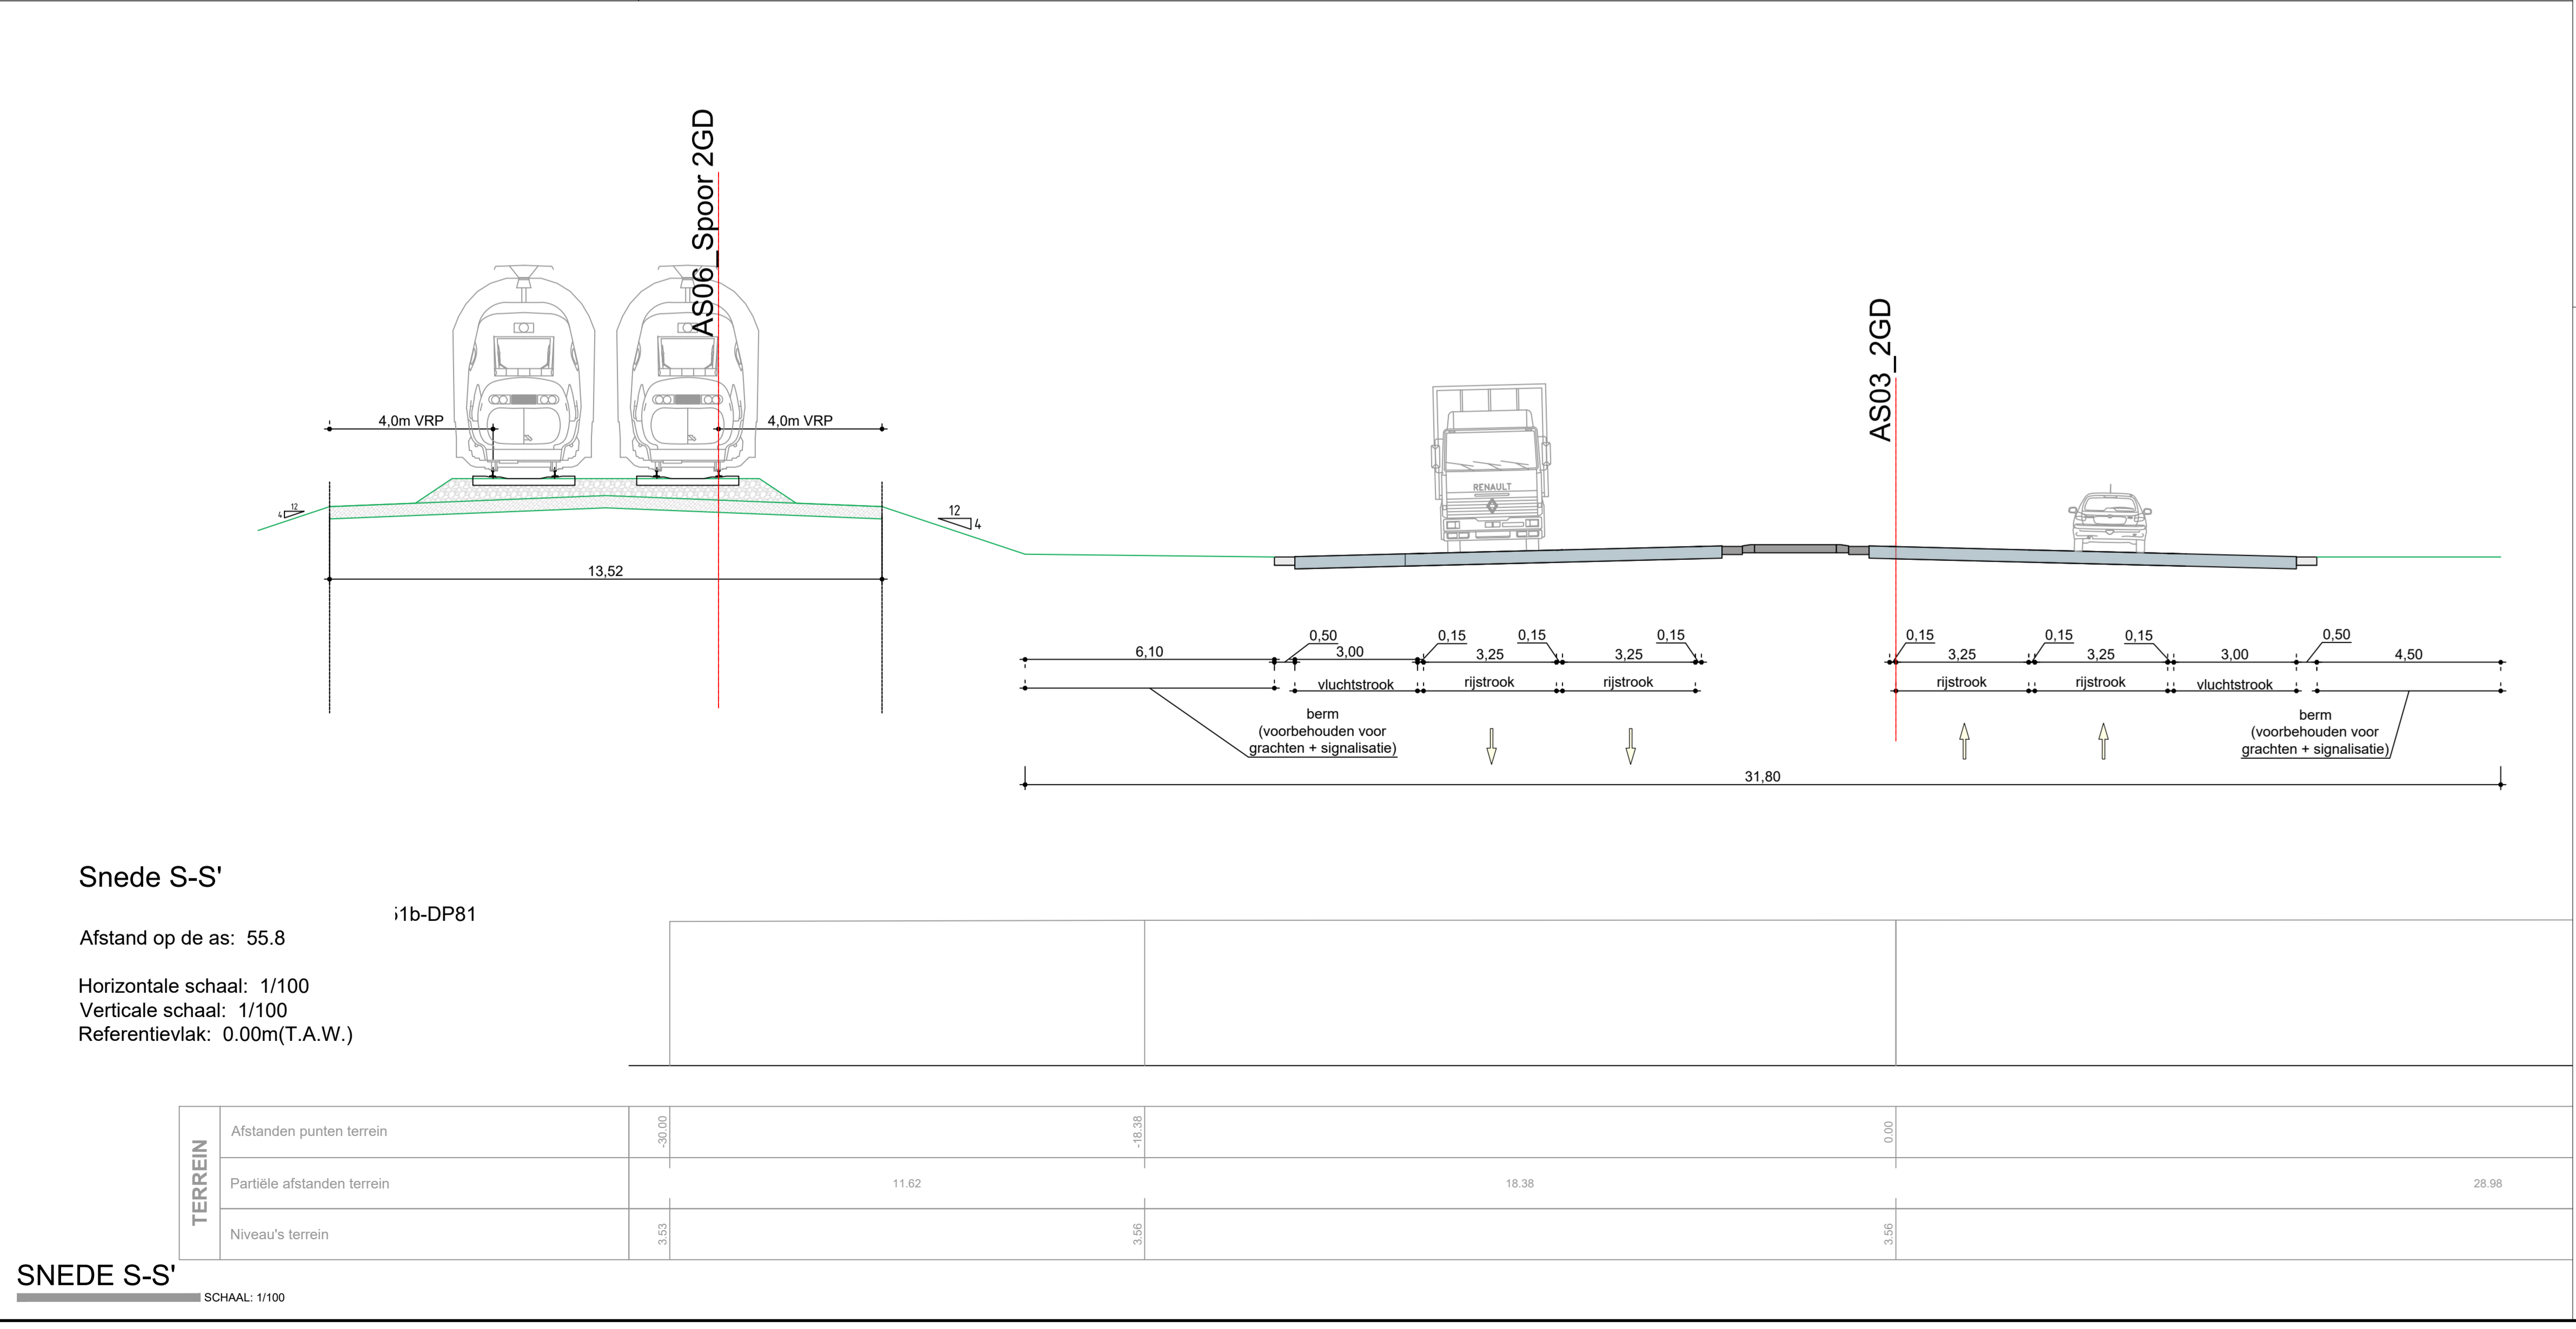 AS06_Spoor 2GD
AS03_2GD
4,0m VRP
4,0m VRP
12
4
12
4
13,52
RENAULT
0,50
0,15
0,15
0,15
0,15
0,15
0,15
0,50
6,10
3,00
3,25
3,25
3,25
3,25
3,00
4,50
vluchtstrook
rijstrook
rijstrook
rijstrook
rijstrook
vluchtstrook
berm
(voorbehouden voor
grachten + signalisatie)
berm
(voorbehouden voor
grachten + signalisatie)
31,80
Snede S-S'
1b-DP81
Afstand op de as: 55.8
Horizontale schaal: 1/100
Verticale schaal: 1/100
Referentievlak: 0.00m(T.A.W.)
TERREIN
Afstanden punten terrein
-30.00
-18.38
0.00
Partiële afstanden terrein
11.62
18.38
28.98
Niveau's terrein
3.53
3.56
3.56
SNEDE S-S'
SCHAAL: 1/100